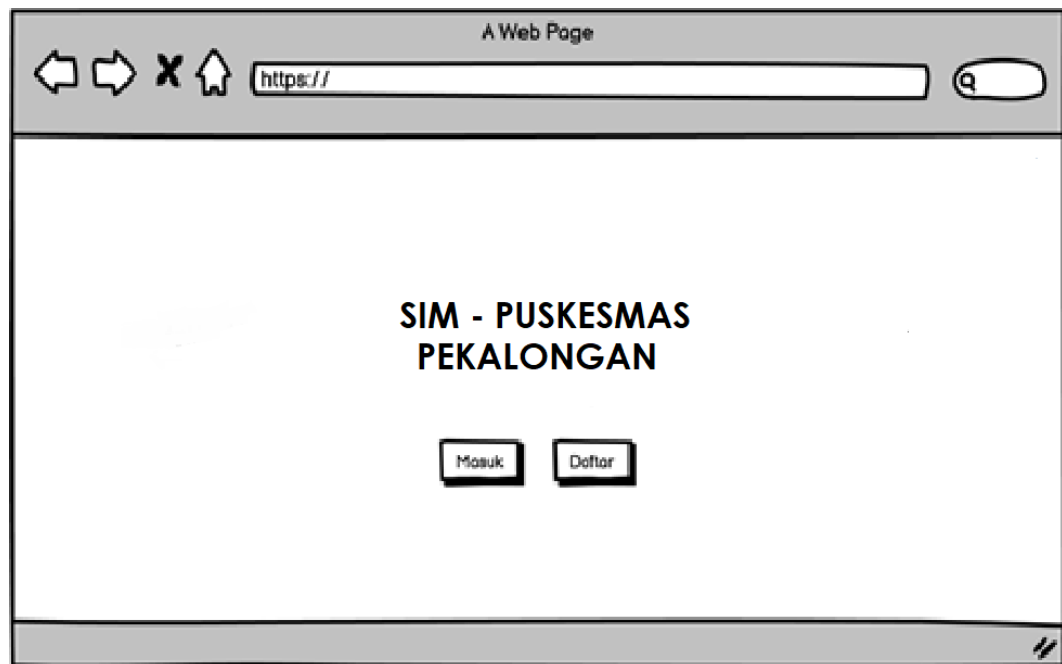 A Web Page
https://
SIM - PUSKESMAS
PEKALONGAN
Masuk
Daftar